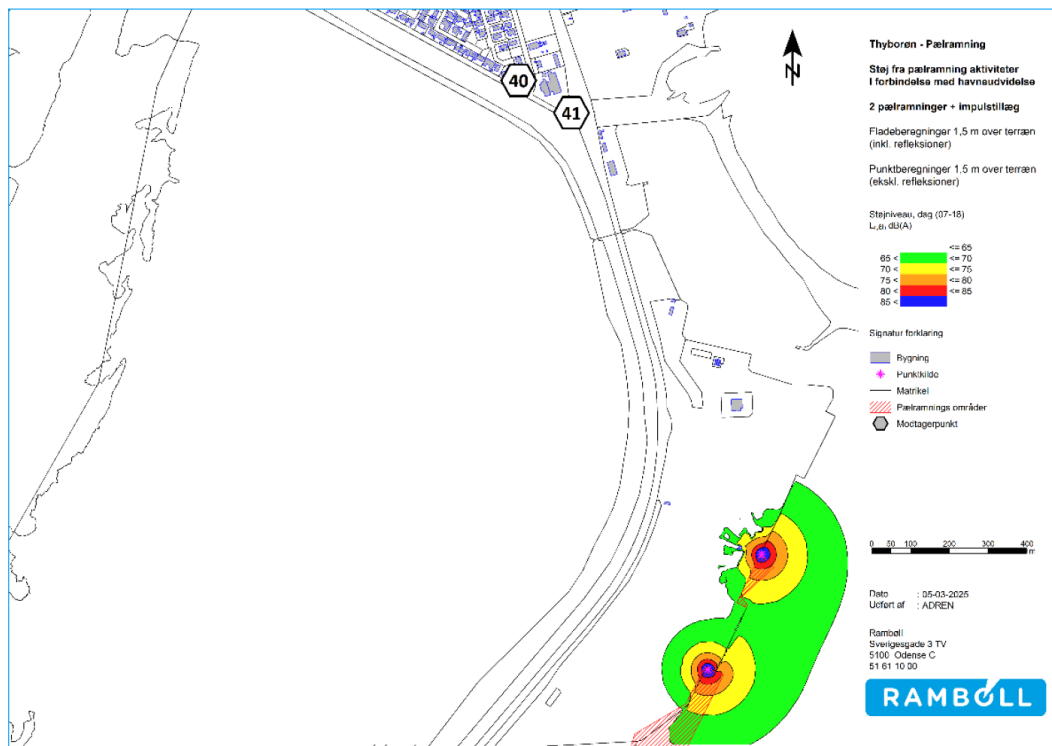 40
41
N
Thyborøn - Pælramning
Støj fra pælramning aktiviteter
I forbindelse med havneudvidelse
2 pælramninger + impulstillæg
Fladeberegninger 1,5 m over terræn
(inkl. refleksioner)
Punktberegninger 1,5 m over terræn
(ekskl. refleksioner)
Støjniveau, dag (07-18)
dB(A)
<= 65
65 < <= 70
70 < <= 75
75 < <= 80
80 < <= 85
85 <
Signatur forklaring
Bygning
Punktkilde
Matrikel
Pælramnings områder
Modtagerpunkt
0 50 100 200 300 400
m
Dato : 05-03-2025
Udført af : ADREN
Rambøll
Sverigesgade 3 TV
5100 Odense C
51 61 10 00
RAMBOLL